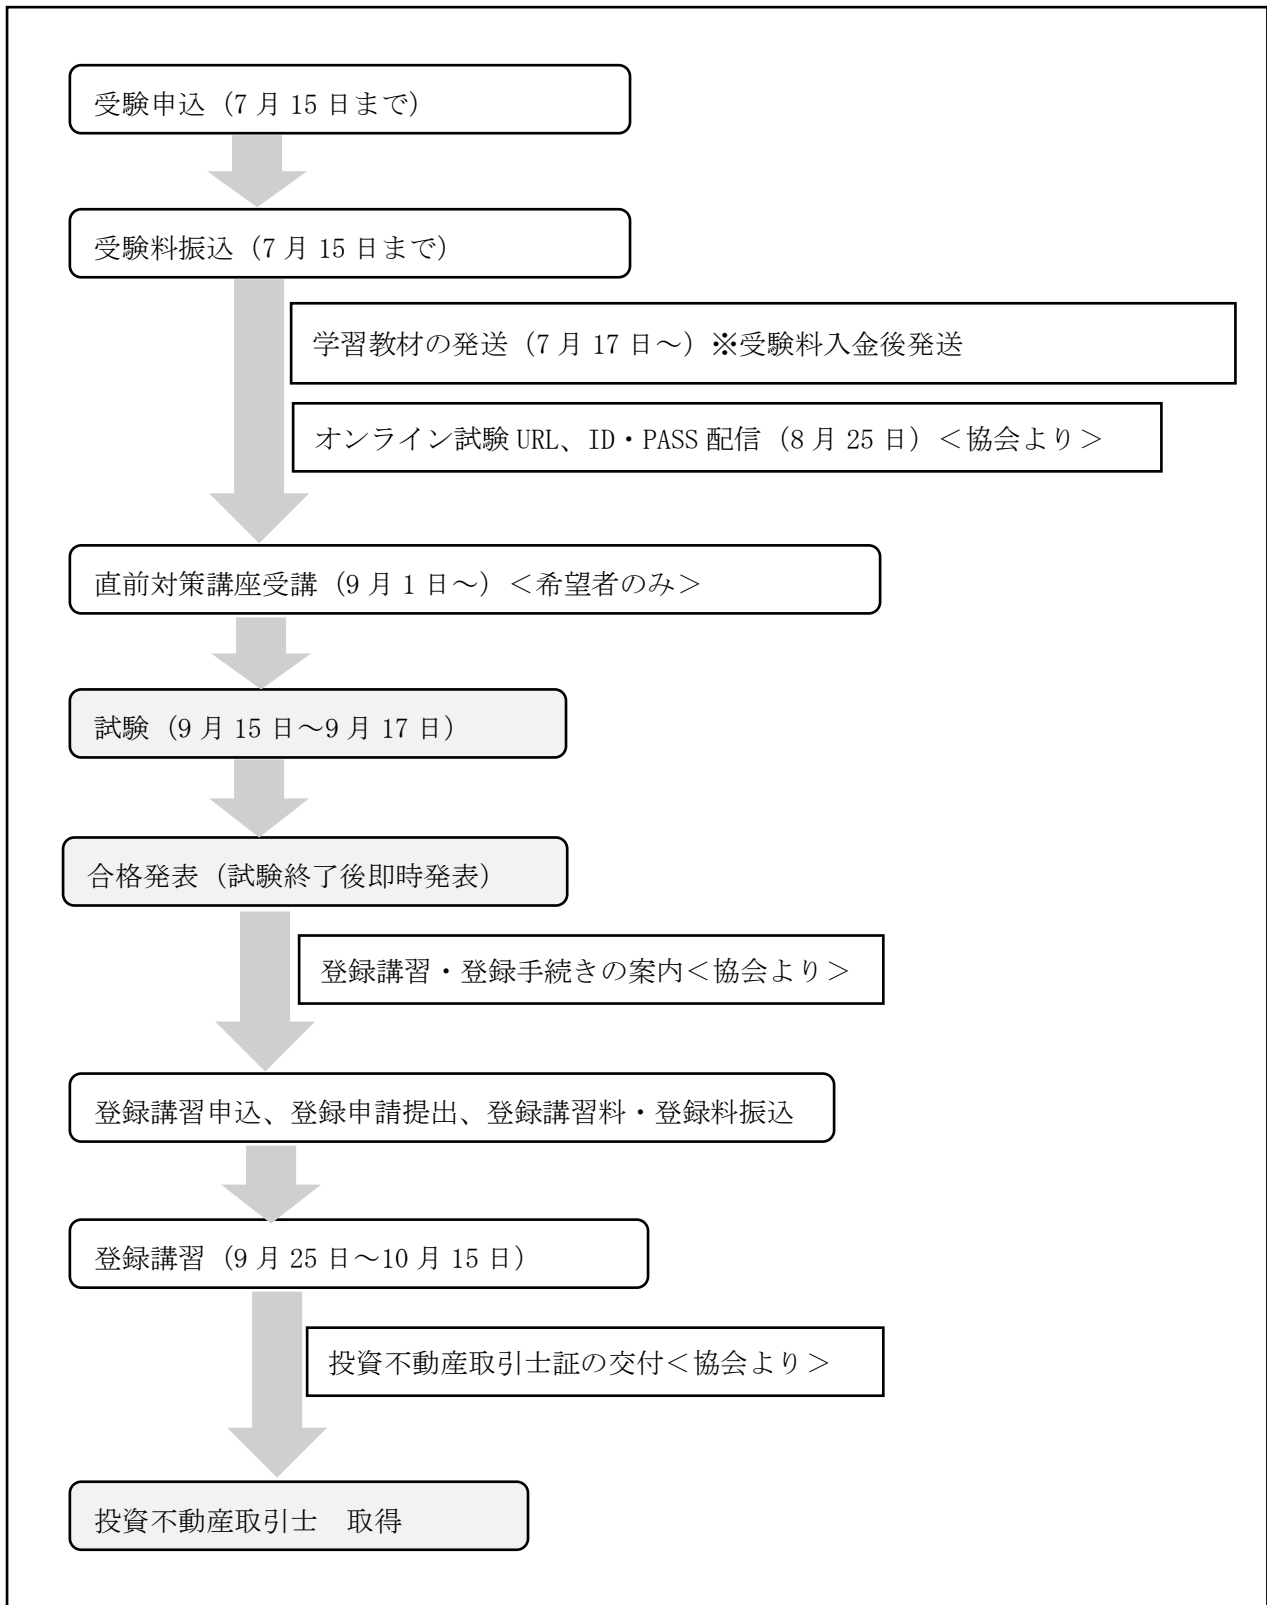 受験申込（7月15日まで）
受験料振込（7月15日まで）
学習教材の発送（7月17日～）※受験料入金後発送
オンライン試験URL、ID・PASS配信（8月25日）＜協会より＞
直前対策講座受講（9月1日～）＜希望者のみ＞
試験（9月15日～9月17日）
合格発表（試験終了後即時発表）
登録講習・登録手続きの案内＜協会より＞
登録講習申込、登録申請提出、登録講習料・登録料振込
登録講習（9月25日～10月15日）
投資不動産取引士証の交付＜協会より＞
投資不動産取引士　取得